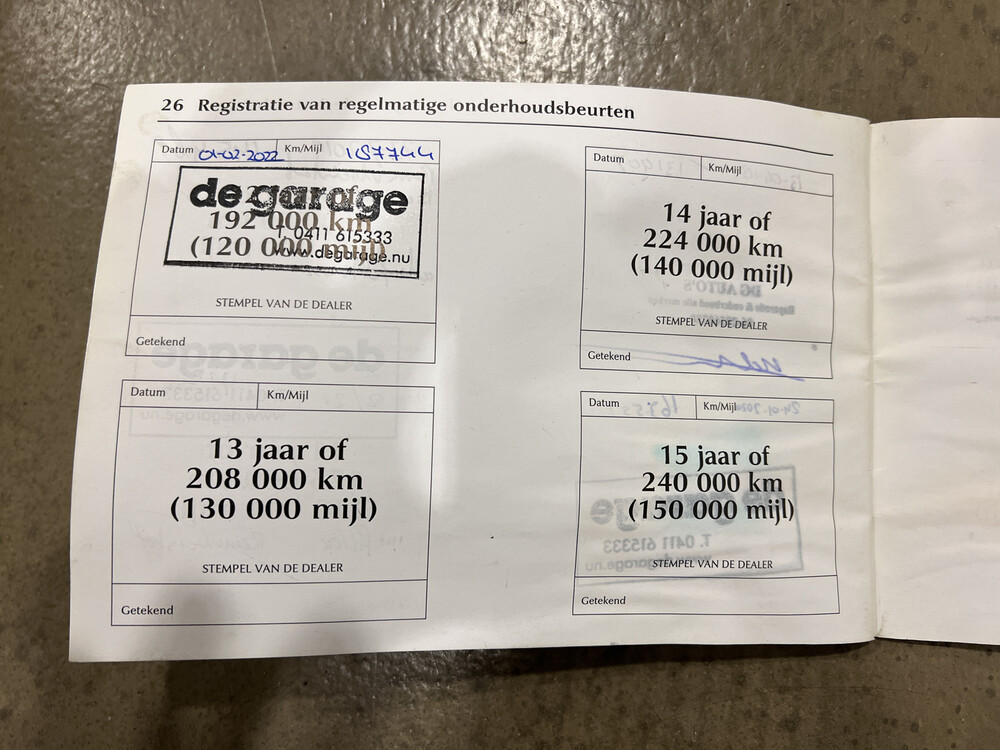 26 Registratie van regelmatige onderhoudsbeurten
Datum 01-02-2022 Km/Mijl 187744
de garage
192 000 km
T. 0411 615333
(120 000 mijl)
www.degarage.nu
STEMPEL VAN DE DEALER
Getekend
Datum Km/Mijl
13 jaar of
208 000 km
(130 000 mijl)
STEMPEL VAN DE DEALER
Getekend
Datum Km/Mijl
14 jaar of
224 000 km
(140 000 mijl)
STEMPEL VAN DE DEALER
Getekend
Datum Km/Mijl
15 jaar of
240 000 km
(150 000 mijl)
STEMPEL VAN DE DEALER
Getekend